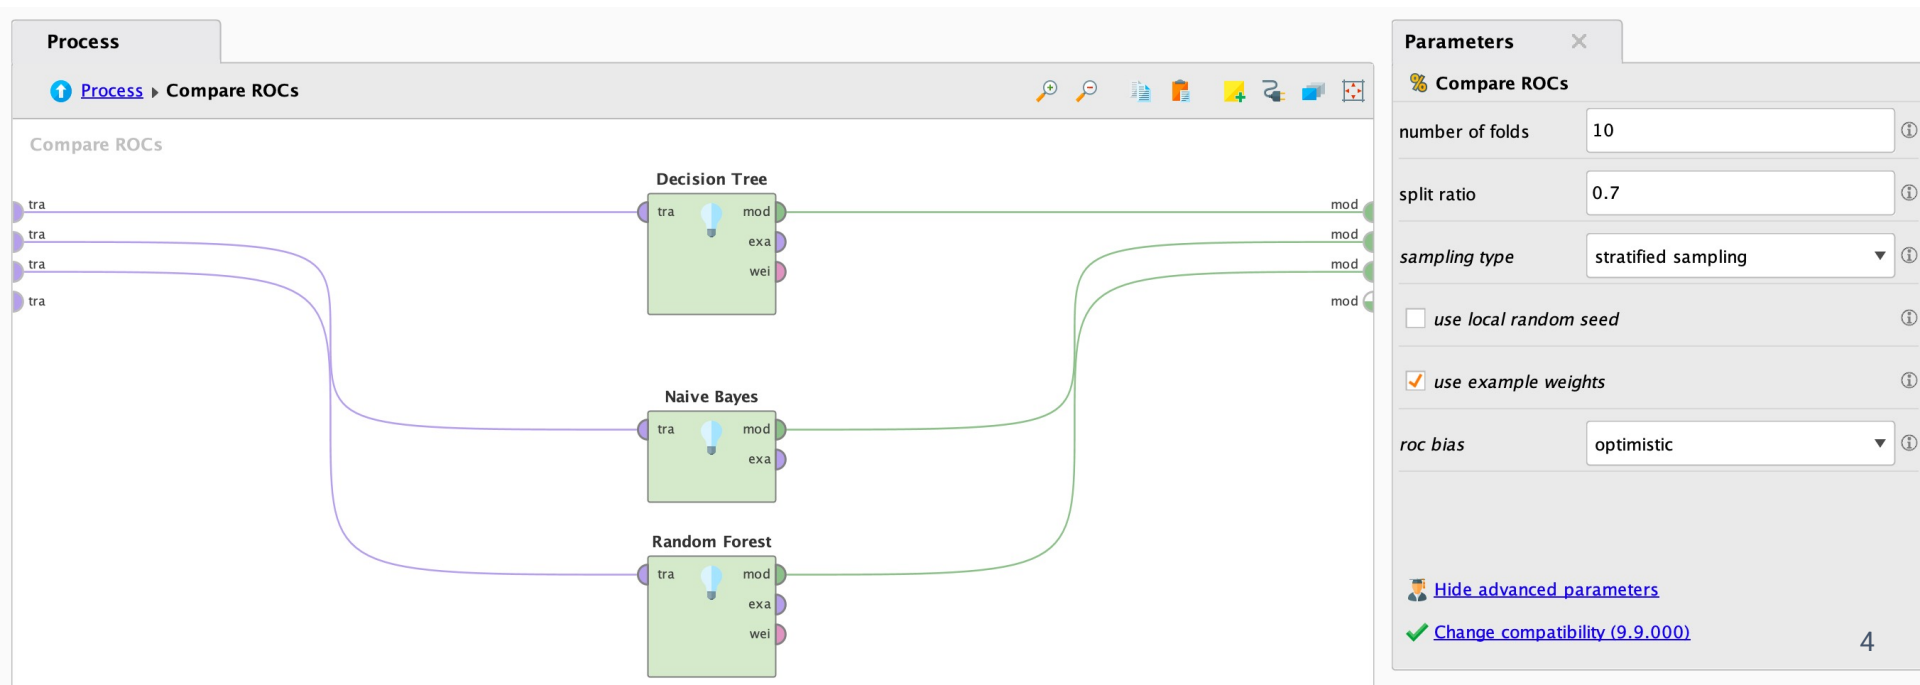 Process
Process ▸ Compare ROCs
Compare ROCs
tra
tra
tra
tra
Decision Tree
tra mod
exa
wei
Naive Bayes
tra mod
exa
Random Forest
tra mod
exa
wei
mod
mod
mod
mod
Parameters
% Compare ROCs
number of folds 10
split ratio 0.7
sampling type stratified sampling
use local random seed
use example weights
roc bias optimistic
Hide advanced parameters
Change compatibility (9.9.000)
4